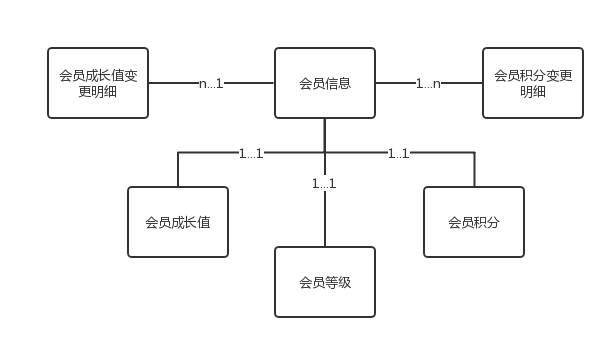 会员成长值变
更明细
n...1
会员信息
1...n
会员积分变更
明细
1...1
1..1
1...1
会员成长值
会员积分
会员等级